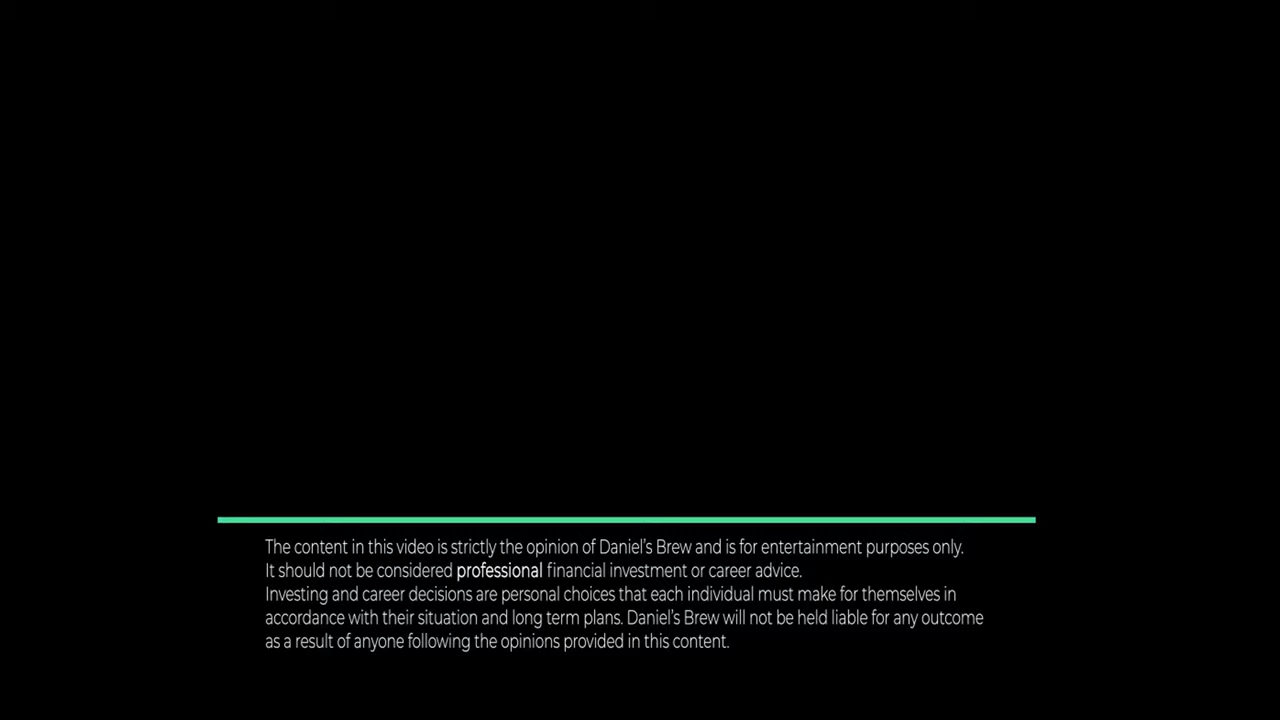 The content in this video is strictly the opinion of Daniel's Brew and is for entertainment purposes only.
It should not be considered professional financial investment or career advice.
Investing and career decisions are personal choices that each individual must make for themselves in
accordance with their situation and long term plans. Daniel's Brew will not be held liable for any outcome
as a result of anyone following the opinions provided in this content.